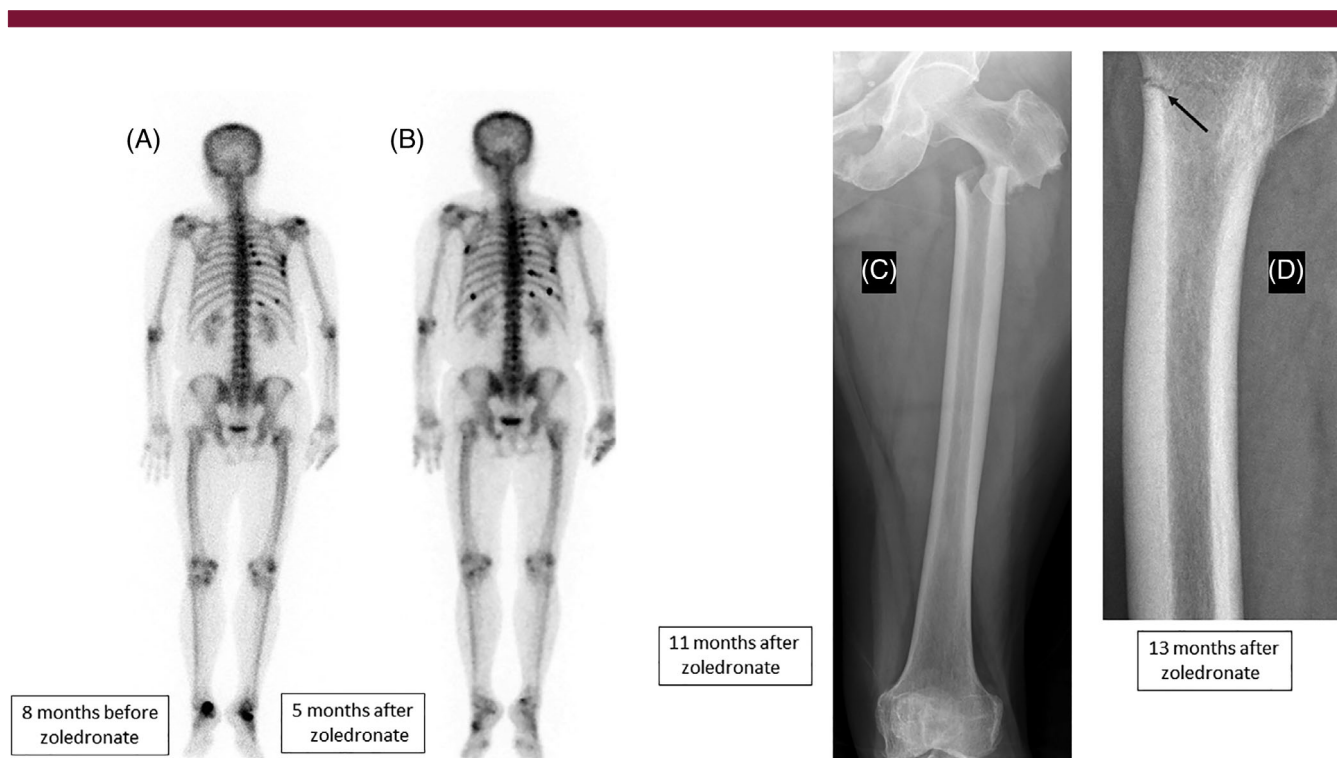 (A)
(B)
(C)
(D)
8 months before
zoledronate
5 months after
zoledronate
11 months after
zoledronate
13 months after
zoledronate